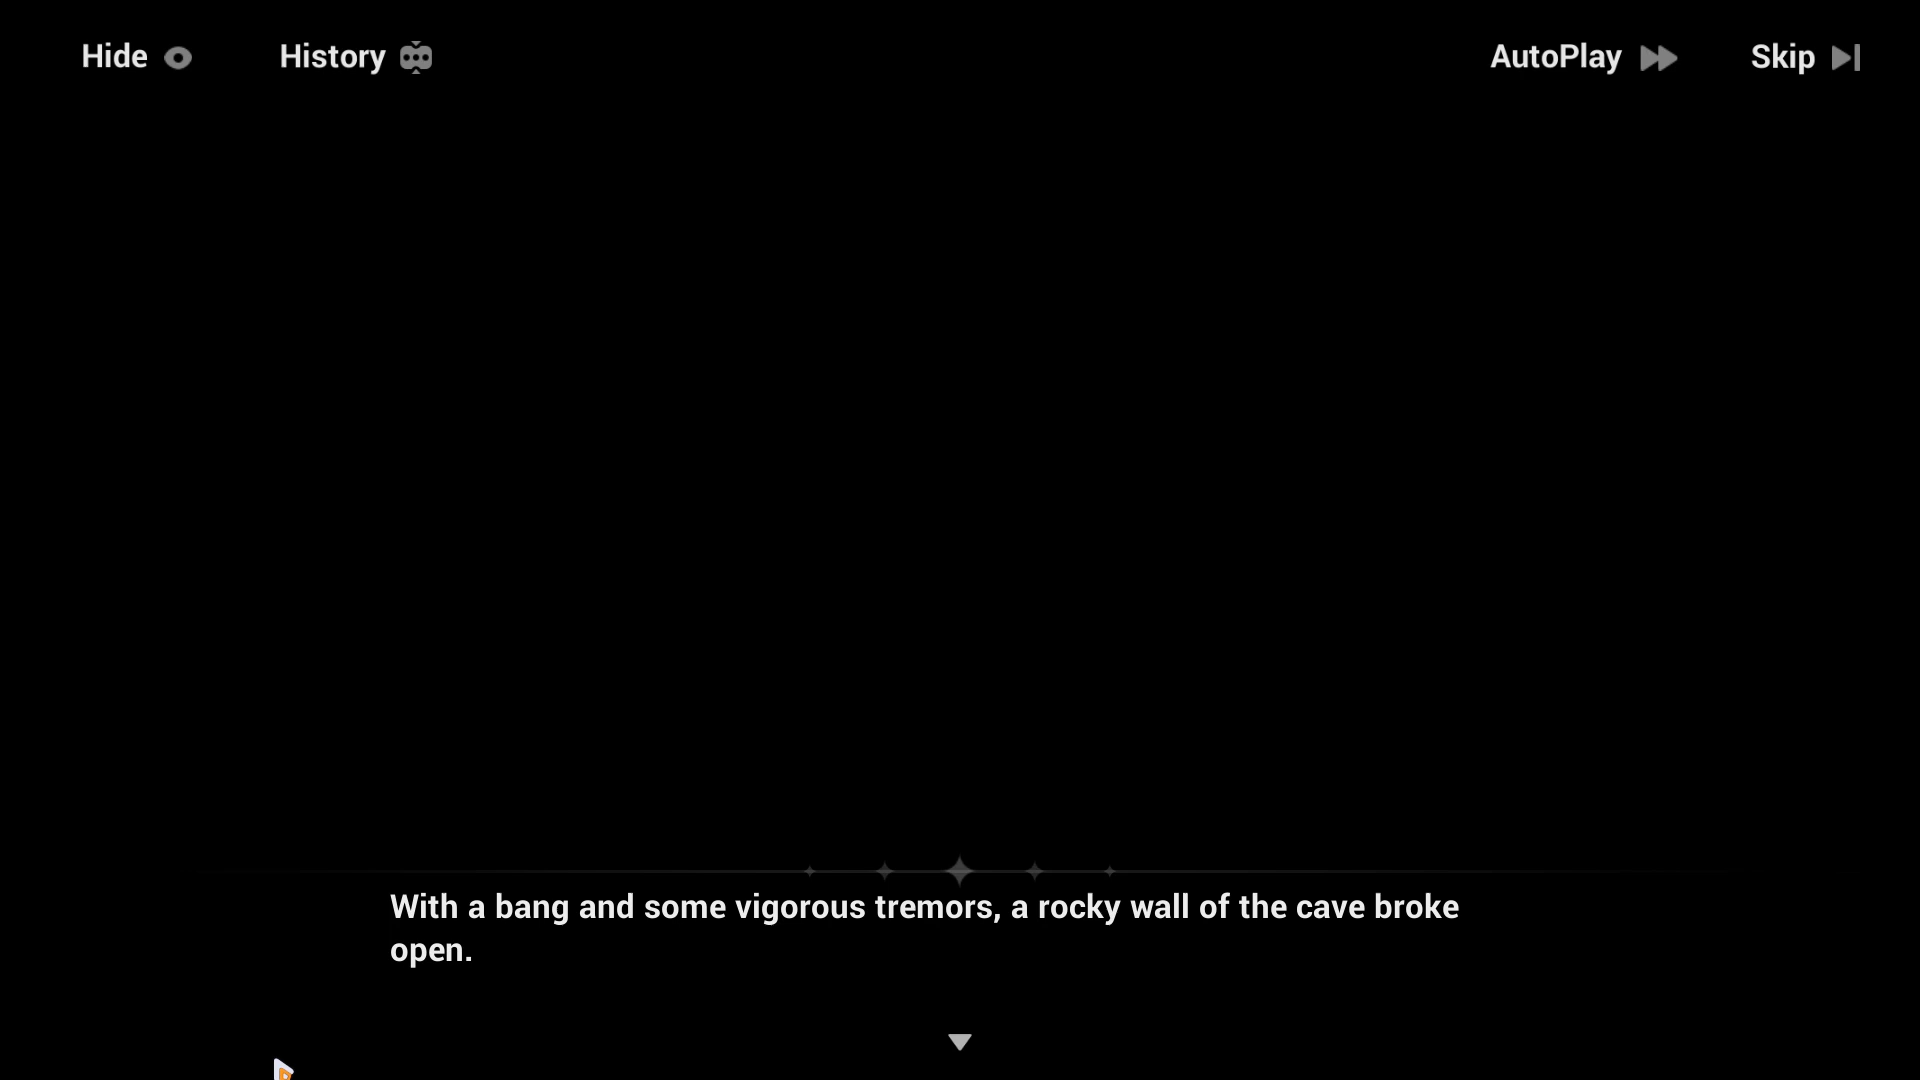 Hide
History
AutoPlay
Skip
With a bang and some vigorous tremors, a rocky wall of the cave broke
open.